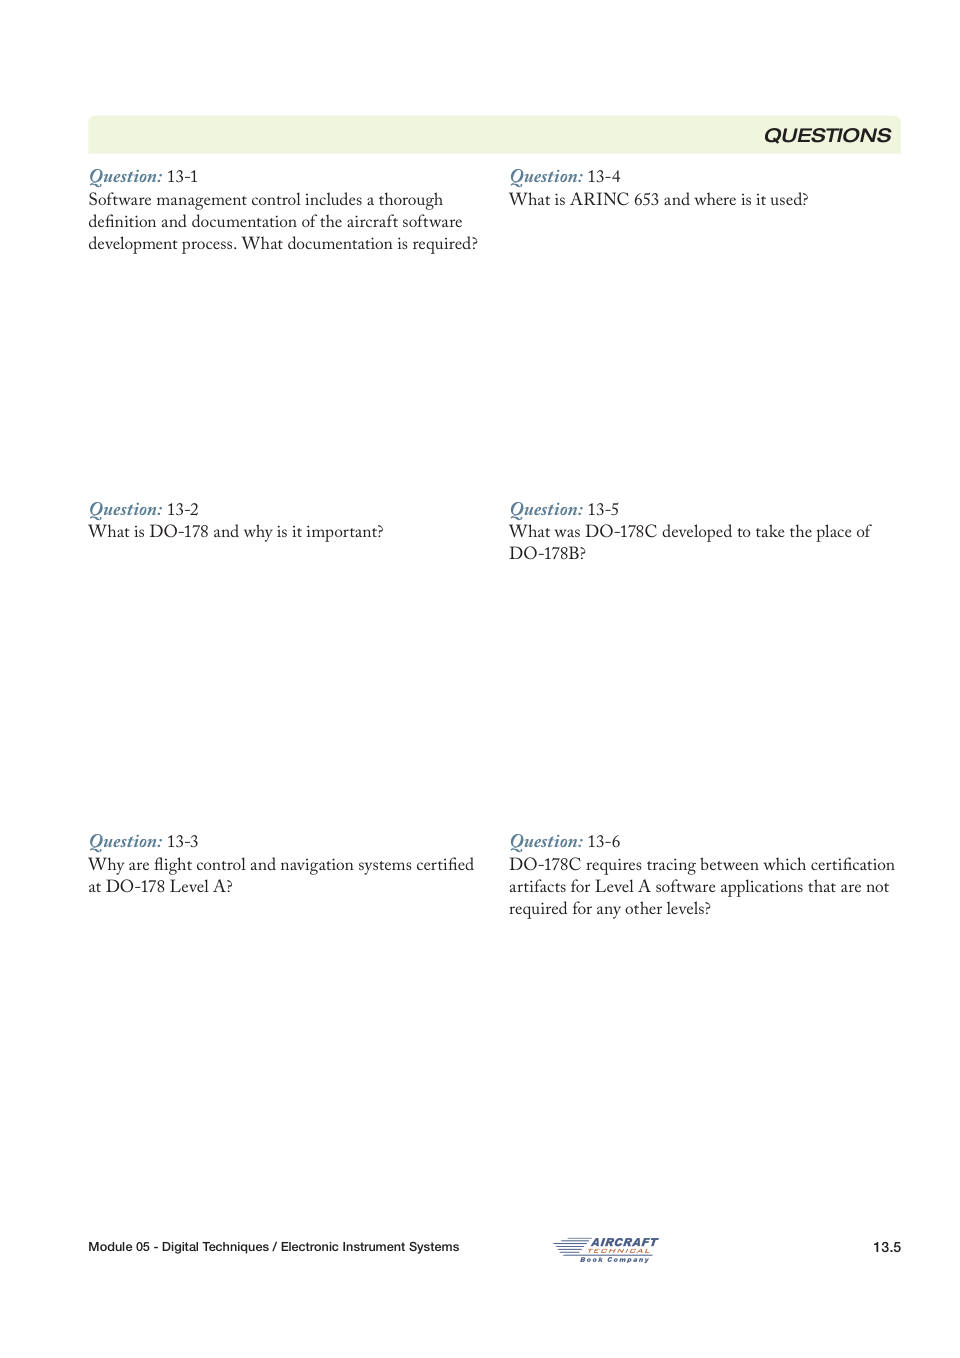 QUESTIONS
Question: 13-1
Software management control includes a thorough
definition and documentation of the aircraft software
development process. What documentation is required?
Question: 13-2
What is DO-178 and why is it important?
Question: 13-3
Why are flight control and navigation systems certified
at DO-178 Level A?
Question: 13-4
What is ARINC 653 and where is it used?
Question: 13-5
What was DO-178C developed to take the place of
DO-178B?
Question: 13-6
DO-178C requires tracing between which certification
artifacts for Level A software applications that are not
required for any other levels?
Module 05 - Digital Techniques / Electronic Instrument Systems
AIRCRAFT
TECHNICAL
Book Company
13.5